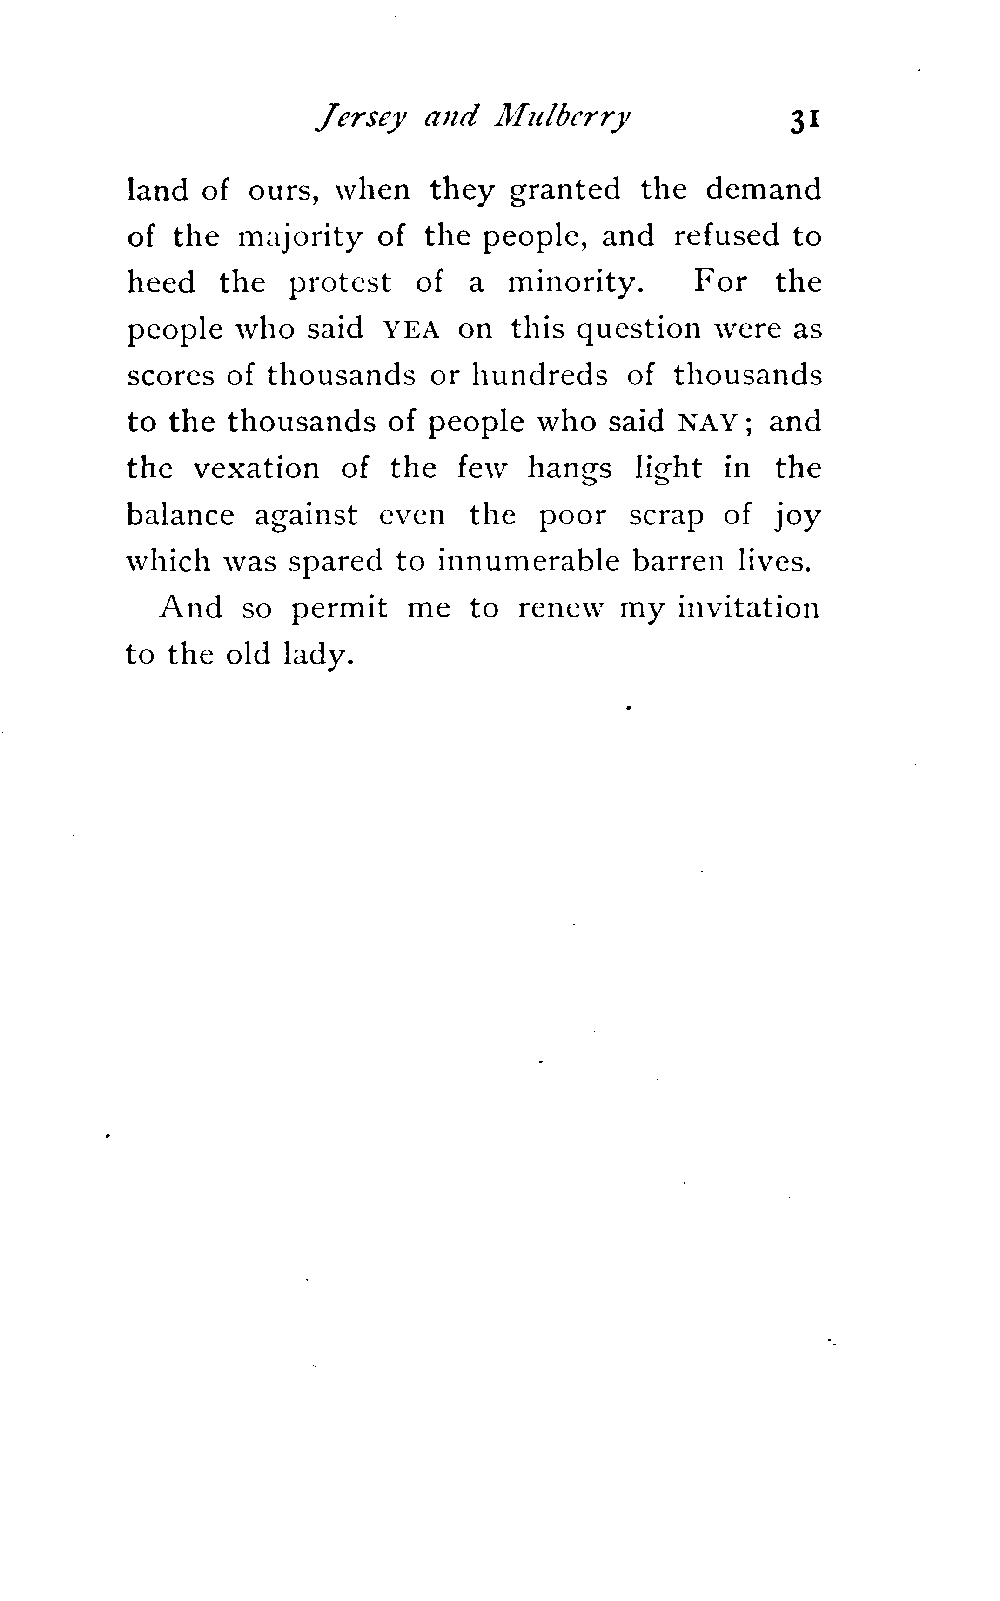 Jersey and Mulberry 31
land of ours, when they granted the demand
of the majority of the people, and refused to
heed the protest of a minority. For the
people who said YEA on this question were as
scores of thousands or hundreds of thousands
to the thousands of people who said NAY; and
the vexation of the few hangs light in the
balance against even the poor scrap of joy
which was spared to innumerable barren lives.
And so permit me to renew my invitation
to the old lady.